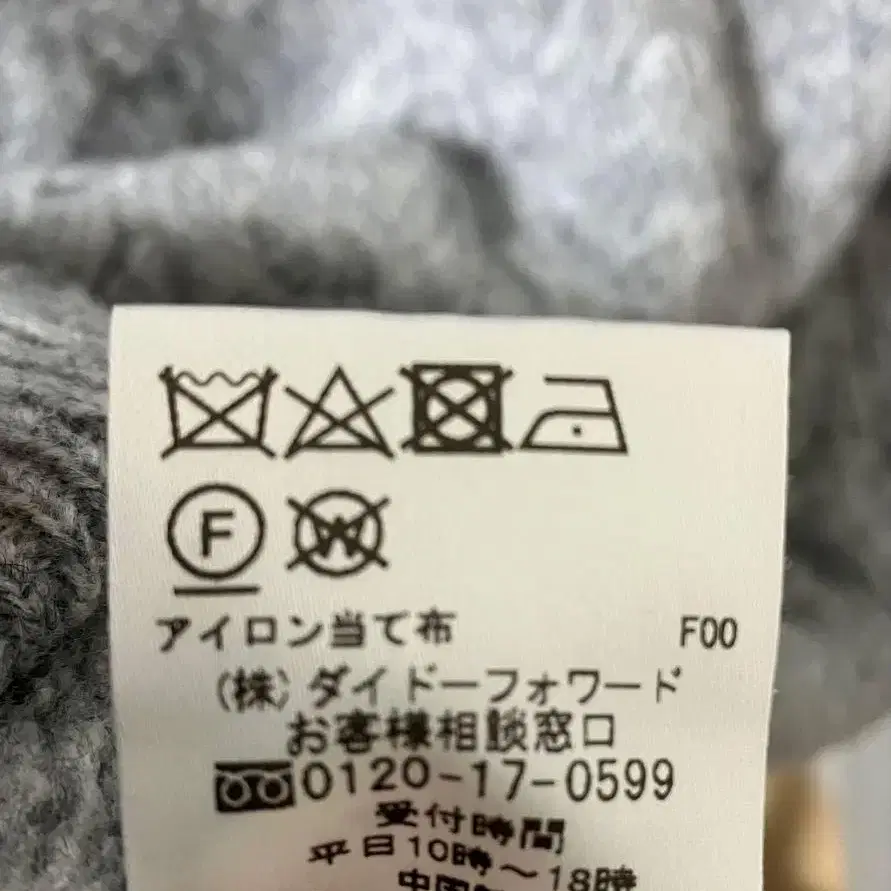 F W
アイロン当て布 F00
(株)ダイドーフォワード
お客様相談窓口
0120-17-0599
受付時間
平日10時～18時
中国